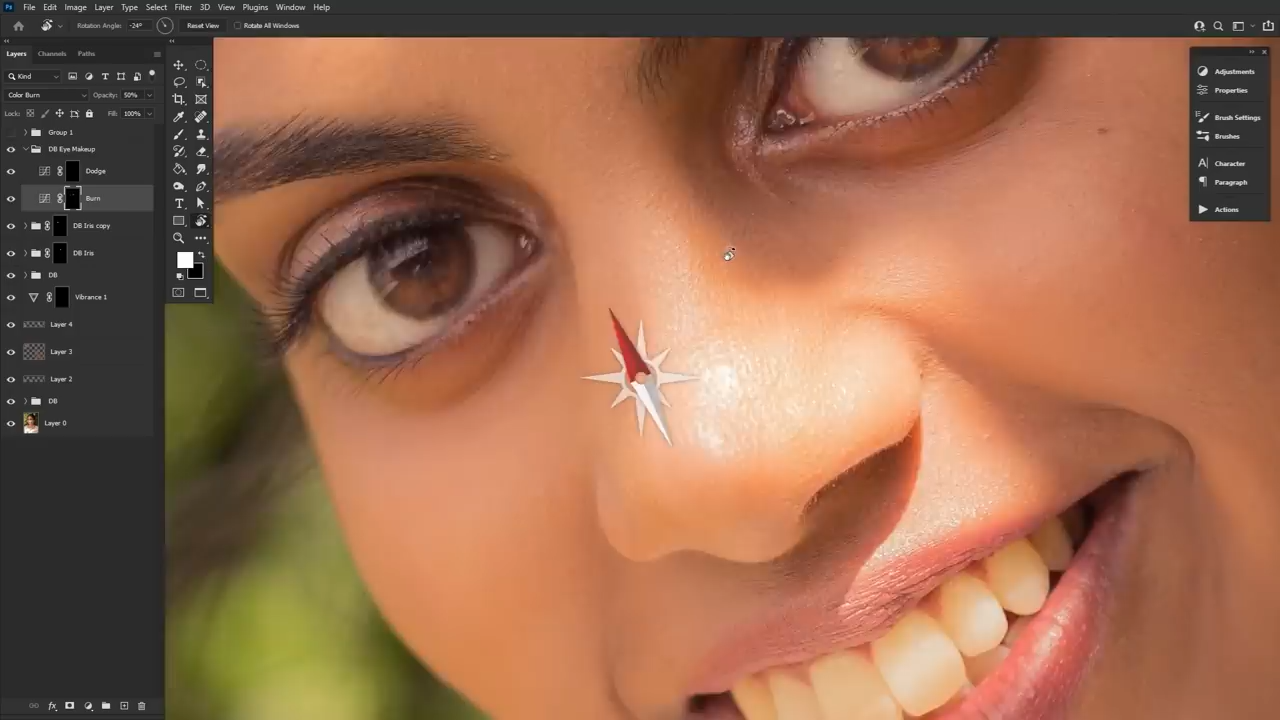 Ps File Edit Image Layer Type Select Filter 3D View Plugins Window Help
Rotation Angle: -24° Reset View Rotate All Windows
Layers Channels Paths
Kind
Color Burn Opacity: 50%
Lock: Fill: 100%
Group 1
DB Eye Makeup
Dodge
Burn
DB Iris copy
DB Iris
DB
Vibrance 1
Layer 4
Layer 3
Layer 2
DB
Layer 0
fx
Adjustments
Properties
Brush Settings
Brushes
Character
Paragraph
Actions